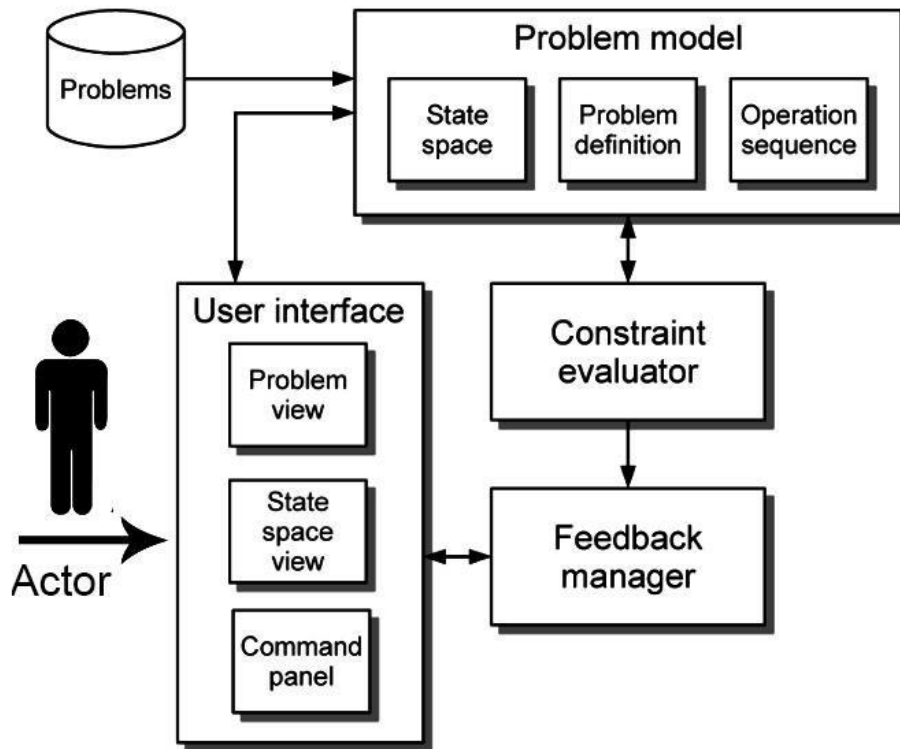 Problems
Problem model
State
space
Problem
definition
Operation
sequence
User interface
Problem
view
State
space
view
Command
panel
Constraint
evaluator
Feedback
manager
Actor